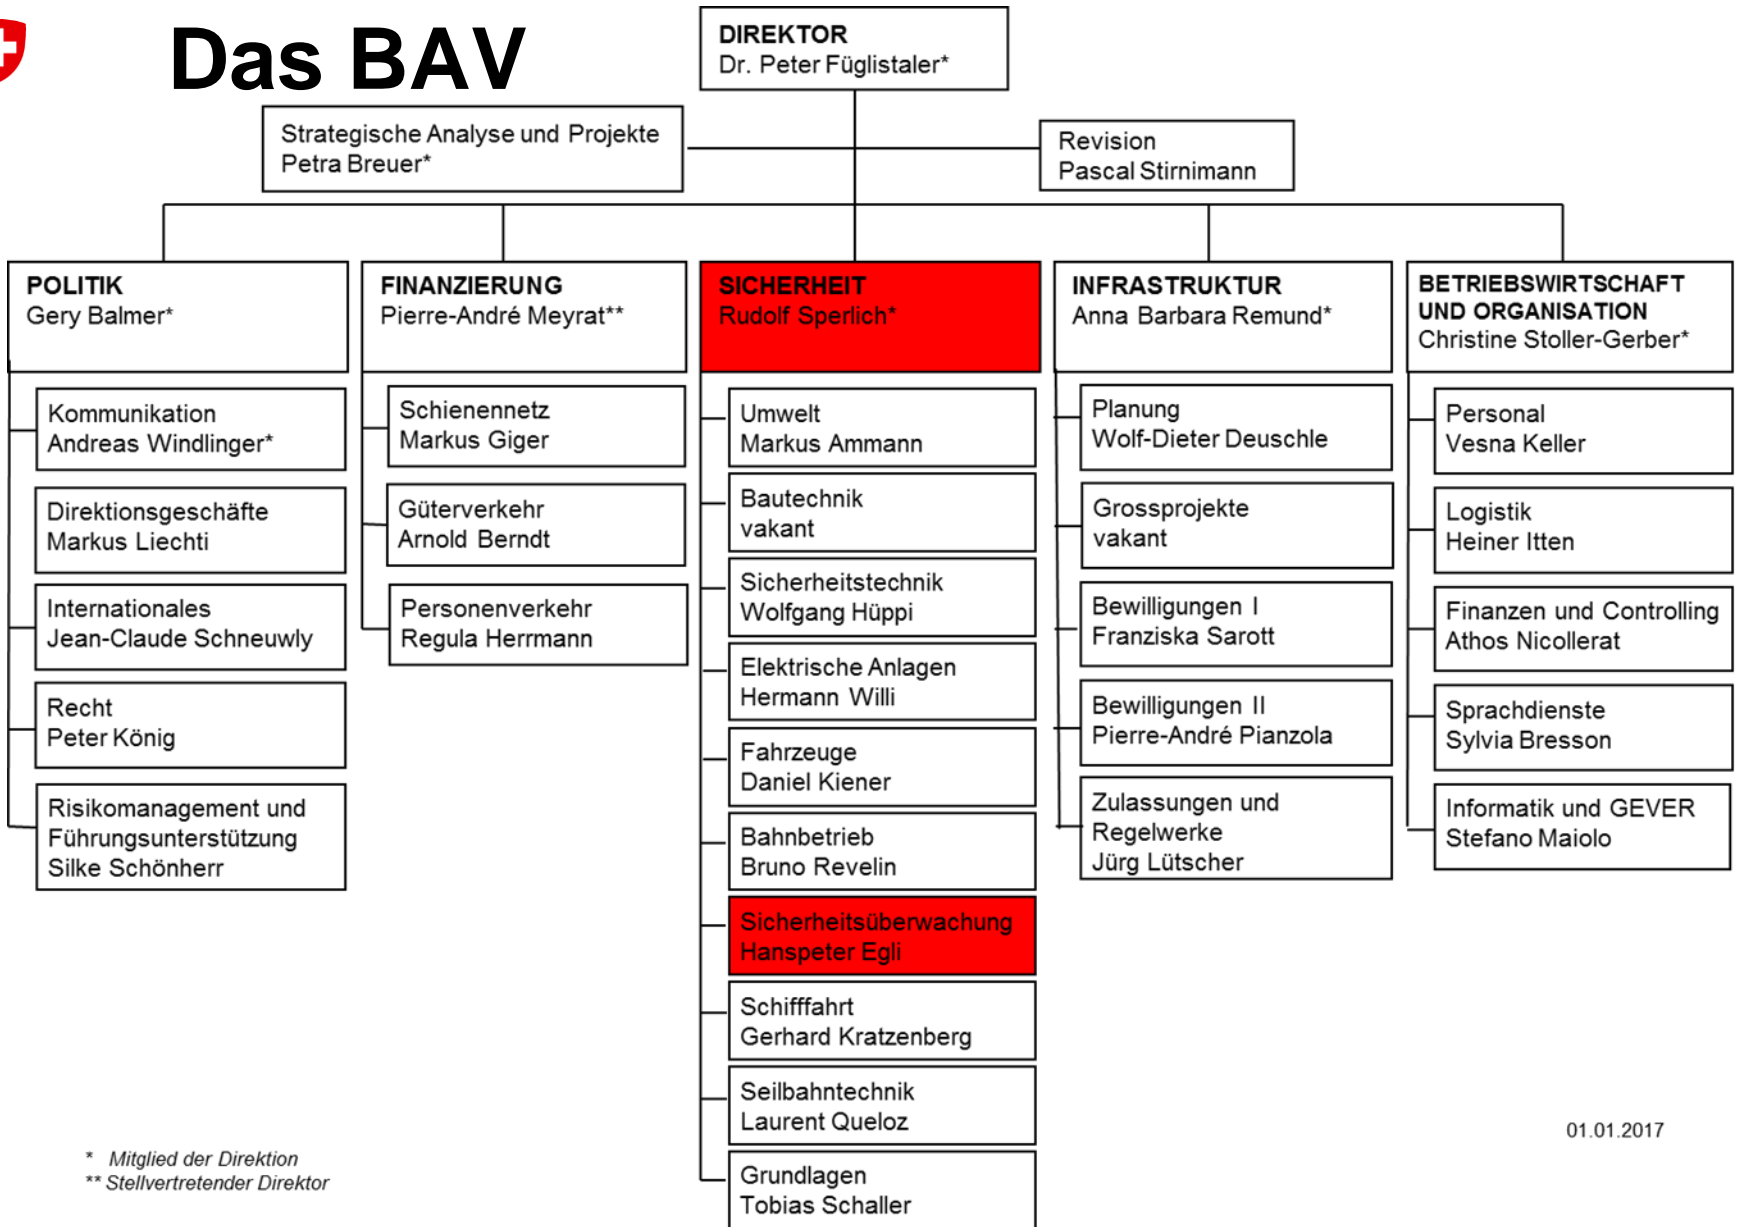 Das BAV
DIREKTOR
Dr. Peter Füglistaler*
Strategische Analyse und Projekte
Petra Breuer*
Revision
Pascal Stirnimann
POLITIK
Gery Balmer*
Kommunikation
Andreas Windlinger*
Direktionsgeschäfte
Markus Liechti
Internationales
Jean-Claude Schneuwly
Recht
Peter König
Risikomanagement und
Führungsunterstützung
Silke Schönherr
FINANZIERUNG
Pierre-André Meyrat**
Schienennetz
Markus Giger
Güterverkehr
Arnold Berndt
Personenverkehr
Regula Herrmann
SICHERHEIT
Rudolf Sperlich*
Umwelt
Markus Ammann
Bautechnik
vakant
Sicherheitstechnik
Wolfgang Hüppi
Elektrische Anlagen
Hermann Willi
Fahrzeuge
Daniel Kiener
Bahnbetrieb
Bruno Revelin
Sicherheitsüberwachung
Hanspeter Egli
Schifffahrt
Gerhard Kratzenberg
Seilbahntechnik
Laurent Queloz
Grundlagen
Tobias Schaller
INFRASTRUKTUR
Anna Barbara Remund*
Planung
Wolf-Dieter Deuschle
Grossprojekte
vakant
Bewilligungen I
Franziska Sarott
Bewilligungen II
Pierre-André Pianzola
Zulassungen und
Regelwerke
Jürg Lütscher
BETRIEBSWIRTSCHAFT
UND ORGANISATION
Christine Stoller-Gerber*
Personal
Vesna Keller
Logistik
Heiner Itten
Finanzen und Controlling
Athos Nicollerat
Sprachdienste
Sylvia Bresson
Informatik und GEVER
Stefano Maiolo
* Mitglied der Direktion
** Stellvertretender Direktor
01.01.2017